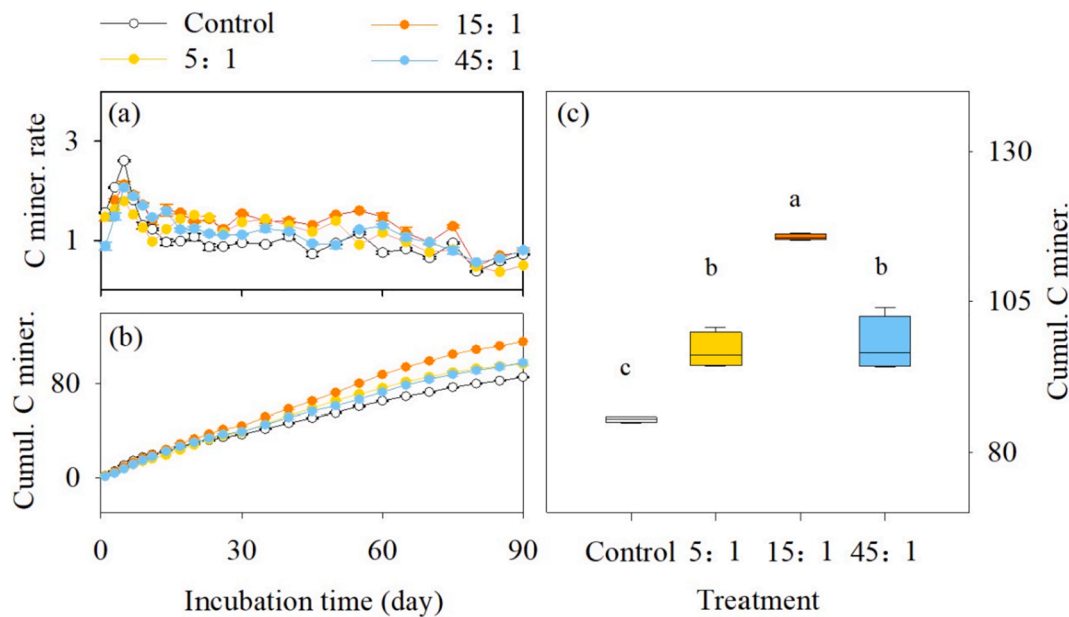 Control
15: 1
5: 1
45: 1
(a)
3
1
C miner. rate
(b)
80
0
Cumul. C miner.
0
30
60
90
Incubation time (day)
(c)
a
b
b
c
130
105
80
Cumul. C miner.
Control
5: 1
15: 1
45: 1
Treatment